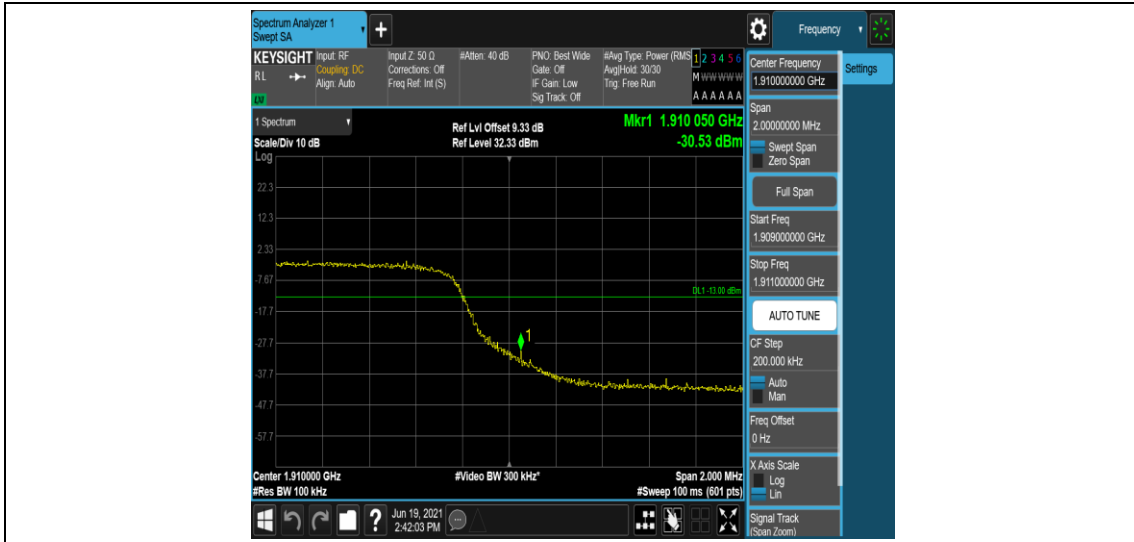 Spectrum Analyzer 1
Swept SA
+
Frequency
KEYSIGHT
RL
Input: RF
Coupling: DC
Align: Auto
Input Z: 50 Ω
Corrections: Off
Freq Ref: Int (S)
#Atten: 40 dB
PNO: Best Wide
Gate: Off
IF Gain: Low
Sig Track: Off
#Avg Type: Power (RMS
Avg|Hold: 30/30
Trig: Free Run
1 2 3 4 5 6
M W W W W W
A A A A A A
1 Spectrum
Scale/Div 10 dB
Log
Ref Lvl Offset 9.33 dB
Ref Level 32.33 dBm
Mkr1 1.910 050 GHz
-30.53 dBm
22.3
12.3
2.33
-7.67
-17.7
-27.7
-37.7
-47.7
-57.7
DL1 -13.00 dBm
1
Center 1.910000 GHz
#Res BW 100 kHz
#Video BW 300 kHz*
Span 2.000 MHz
#Sweep 100 ms (601 pts)
Jun 19, 2021
2:42:03 PM
?
Center Frequency
1.910000000 GHz
Settings
Span
2.00000000 MHz
Swept Span
Zero Span
Full Span
Start Freq
1.909000000 GHz
Stop Freq
1.911000000 GHz
AUTO TUNE
CF Step
200.000 kHz
Auto
Man
Freq Offset
0 Hz
X Axis Scale
Log
Lin
Signal Track
(Span Zoom)